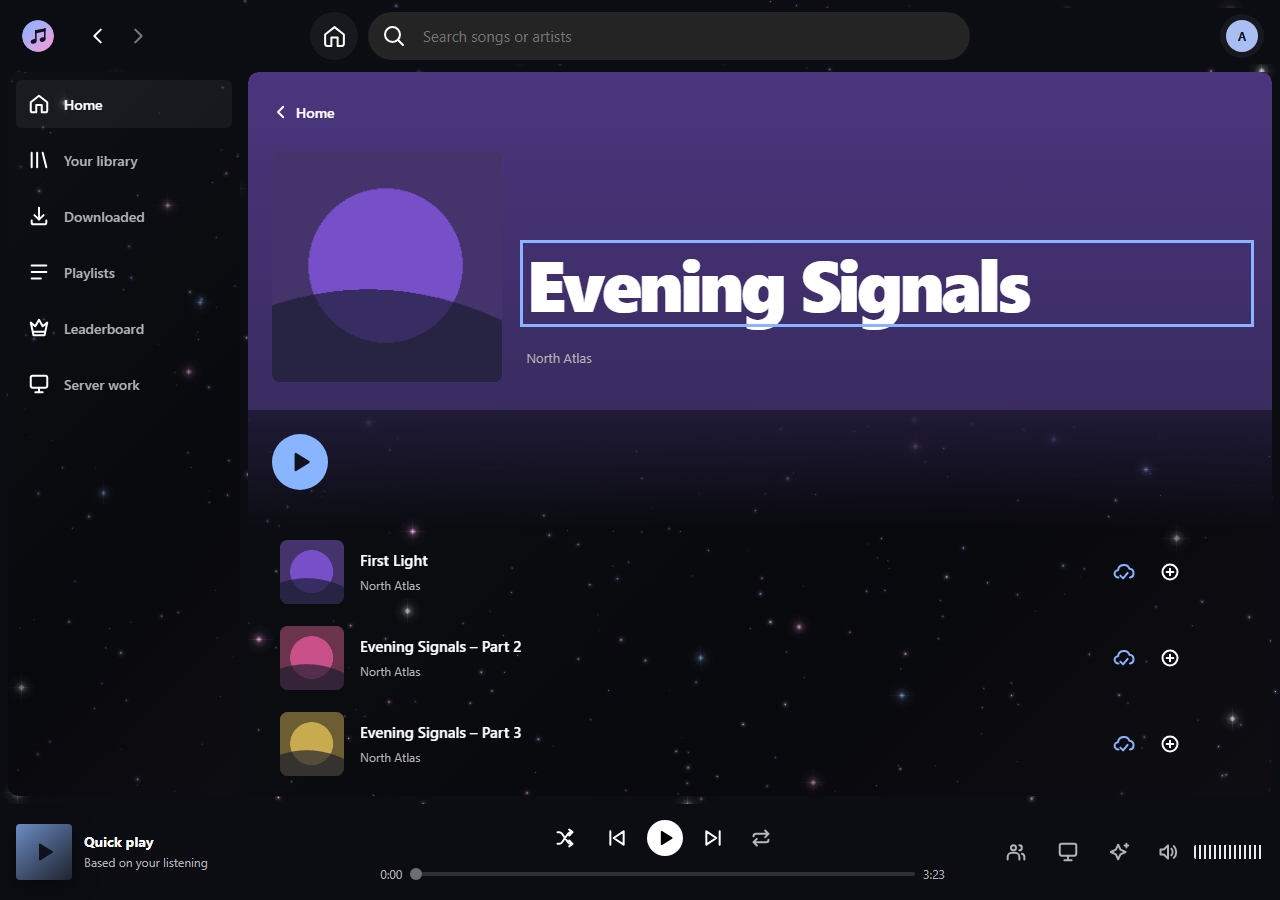 Search songs or artists
A
Home
Your library
Downloaded
Playlists
Leaderboard
Server work
Home
Evening Signals
North Atlas
First Light
North Atlas
Evening Signals – Part 2
North Atlas
Evening Signals – Part 3
North Atlas
Quick play
Based on your listening
0:00
3:23